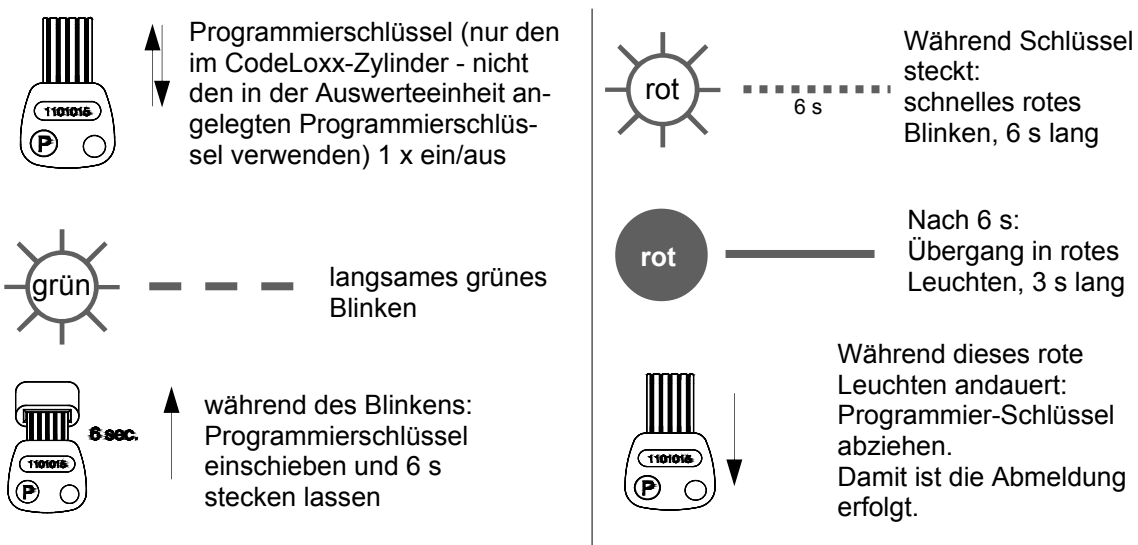 Programmierschlüssel (nur den
im CodeLoxx-Zylinder - nicht
den in der Auswerteeinheit an-
gelegten Programmierschlüs-
sel verwenden) 1 x ein/aus
1101015
P
grün
langsames grünes
Blinken
6 sec.
während des Blinkens:
Programmierschlüssel
einschieben und 6 s
stecken lassen
1101015
P
rot
6 s
Während Schlüssel
steckt:
schnelles rotes
Blinken, 6 s lang
rot
Nach 6 s:
Übergang in rotes
Leuchten, 3 s lang
Während dieses rote
Leuchten andauert:
Programmier-Schlüssel
abziehen.
Damit ist die Abmeldung
erfolgt.
1101015
P